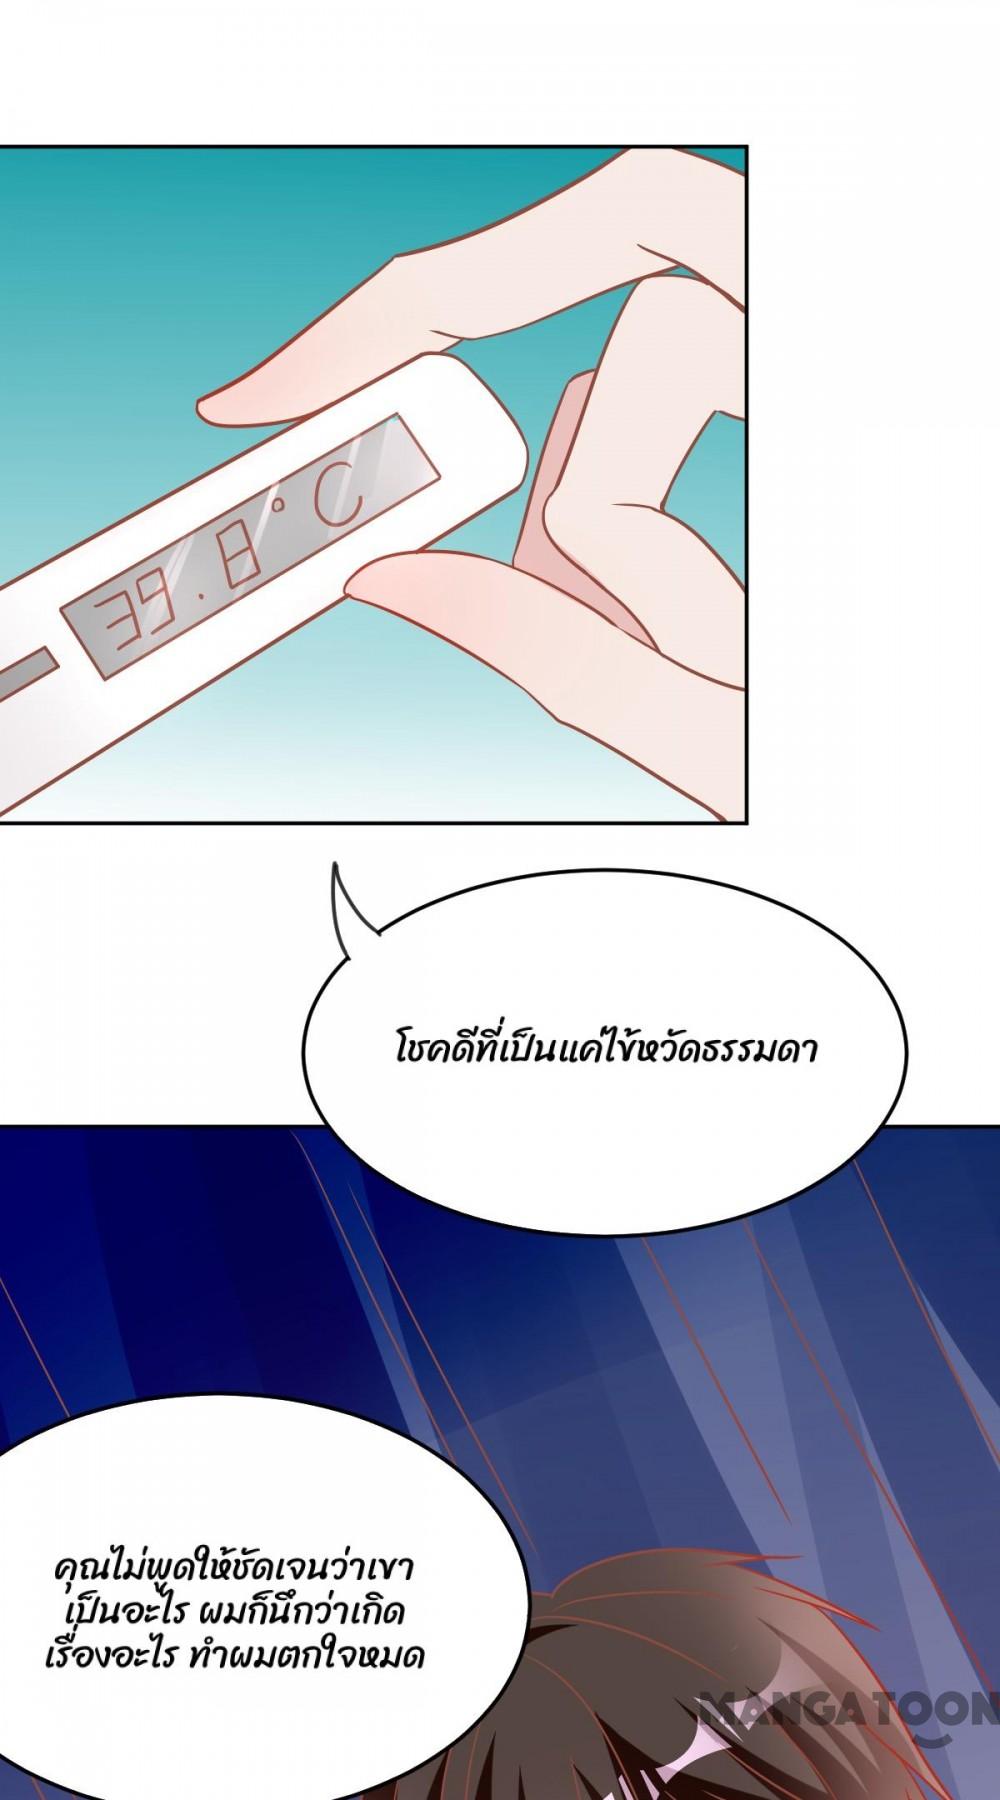 39.8°C
โชคดีที่เป็นแค่ไข้หวัดธรรมดา
คุณไม่พูดให้ชัดเจนว่าเขา
เป็นอะไร ผมก็นึกว่าเกิด
เรื่องอะไร ทำผมตกใจหมด
MANGATOON